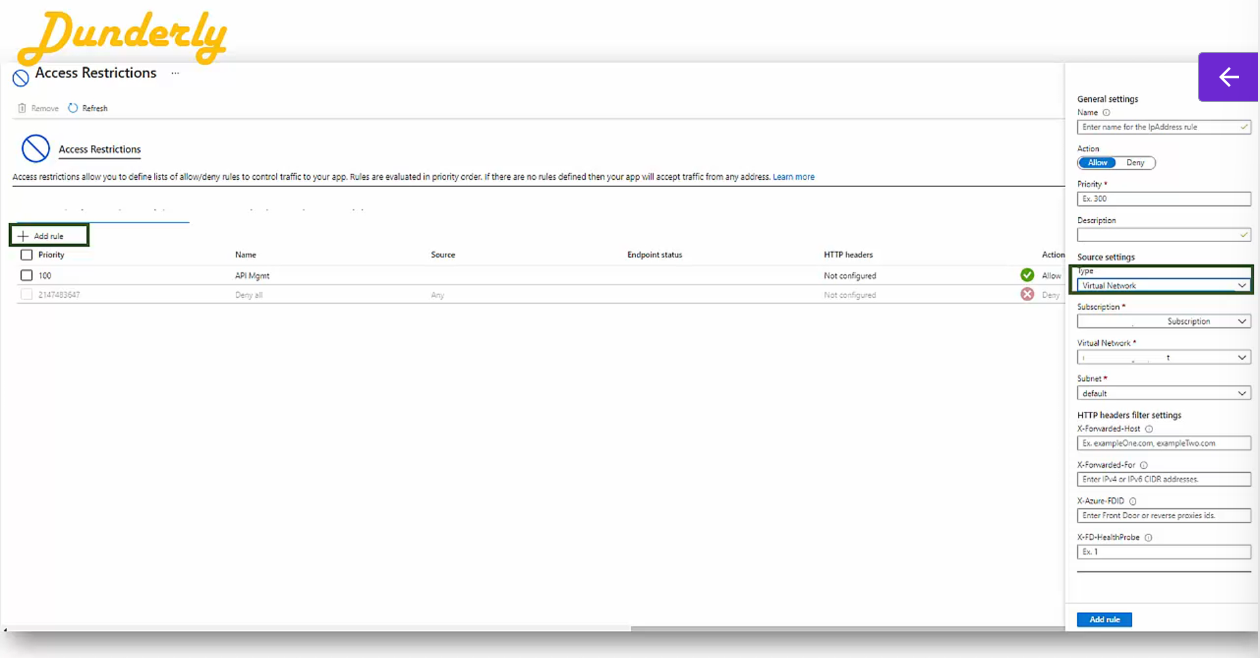 Dunderly
Access Restrictions ...
Remove Refresh
Access Restrictions
Access restrictions allow you to define lists of allow/deny rules to control traffic to your app. Rules are evaluated in priority order. If there are no rules defined then your app will accept traffic from any address. Learn more
+ Add rule
Priority Name Source Endpoint status HTTP headers Action
100 API Mgmt Not configured Allow
2147483647 Deny all Any Not configured Deny
General settings
Name
Enter name for the IpAddress rule
Action
Allow Deny
Priority *
Ex. 300
Description
Source settings
Type
Virtual Network
Subscription *
Subscription
Virtual Network *
Subnet *
default
HTTP headers filter settings
X-Forwarded-Host
Ex. exampleOne.com, exampleTwo.com
X-Forwarded-For
Enter IPv4 or IPv6 CIDR addresses.
X-Azure-FDID
Enter Front Door or reverse proxies ids.
X-FD-HealthProbe
Ex. 1
Add rule